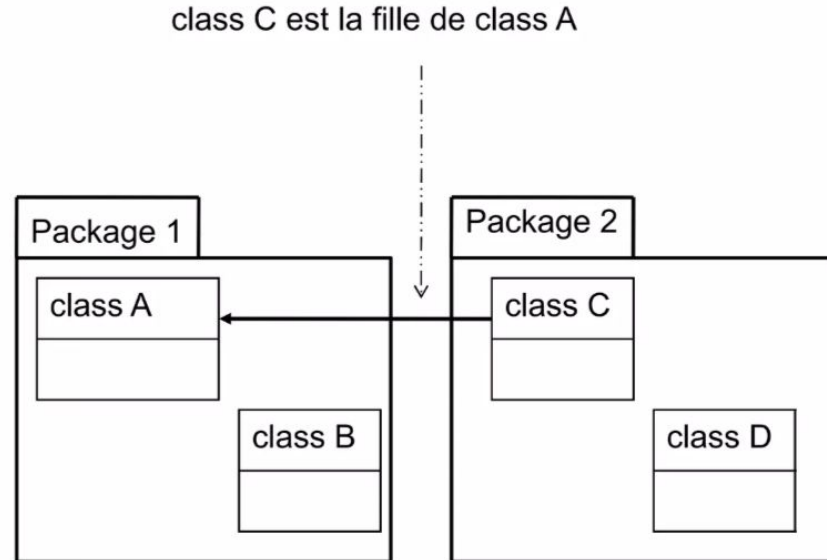 class C est la fille de class A
Package 1
Package 2
class A
class C
class B
class D